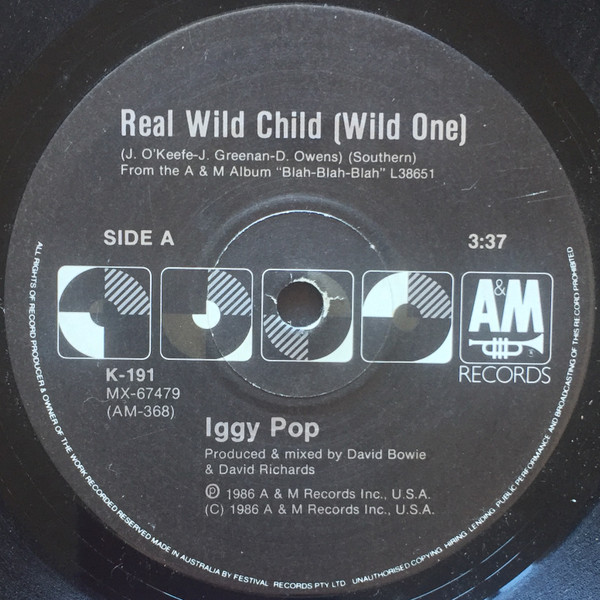 Real Wild Child (Wild One)
(J. O'Keefe-J. Greenan-D. Owens) (Southern)
From the A & M Album "Blah-Blah-Blah" L38651
SIDE A
3:37
A&M
RECORDS
K-191
MX-67479
(AM-368)
Iggy Pop
Produced & mixed by David Bowie
& David Richards
Ⓟ 1986 A & M Records Inc., U.S.A.
(C) 1986 A & M Records Inc., U.S.A.
ALL RIGHTS OF RECORD PRODUCER & OWNER OF THE WORK RECORDED RESERVED MADE IN AUSTRALIA BY FESTIVAL RECORDS PTY LTD UNAUTHORISED COPYING HIRING LENDING PUBLIC PERFORMANCE AND BROADCASTING OF THIS RECORD PROHIBITED